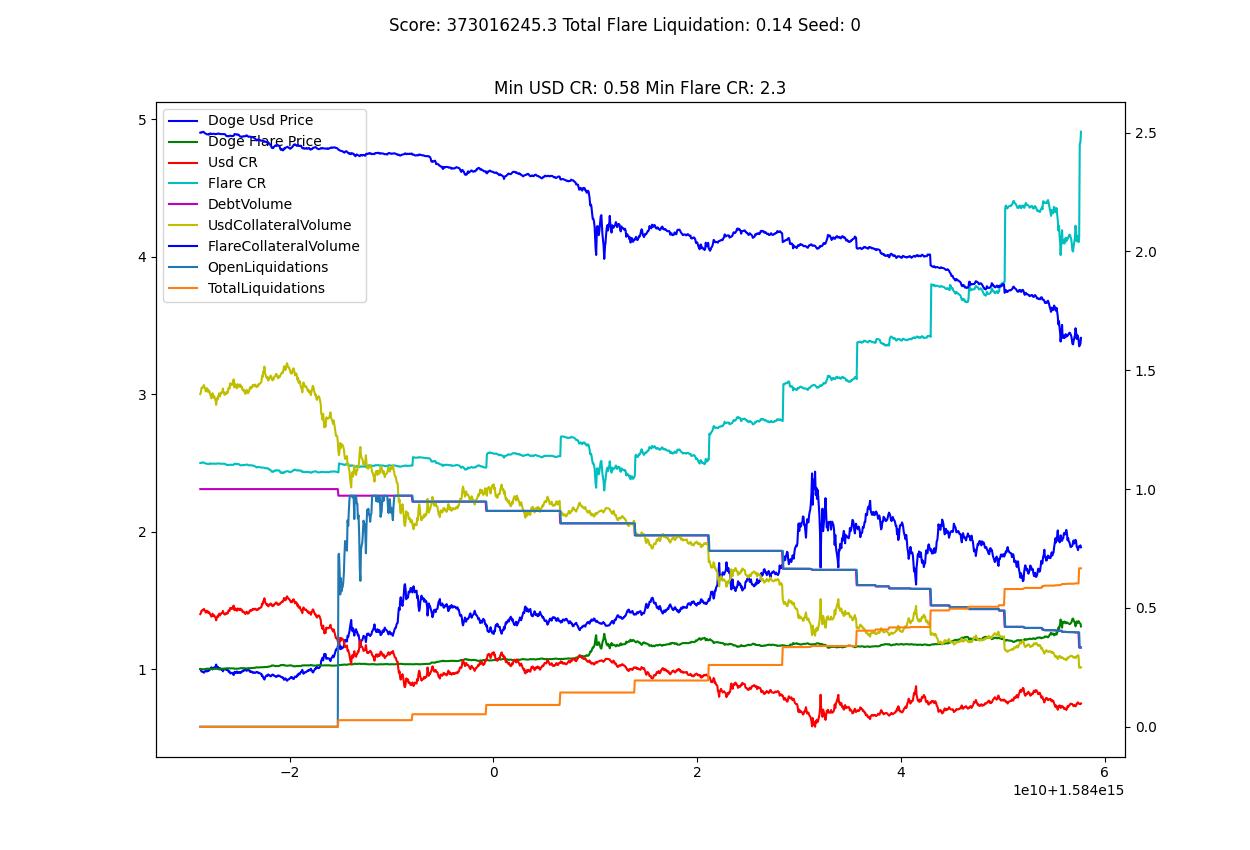 Score: 373016245.3 Total Flare Liquidation: 0.14 Seed: 0
Min USD CR: 0.58 Min Flare CR: 2.3
Doge Usd Price
Doge Flare Price
Usd CR
Flare CR
DebtVolume
UsdCollateralVolume
FlareCollateralVolume
OpenLiquidations
TotalLiquidations
5
4
3
2
1
2.5
2.0
1.5
1.0
0.5
0.0
−2
0
2
4
6
1e10+1.584e15